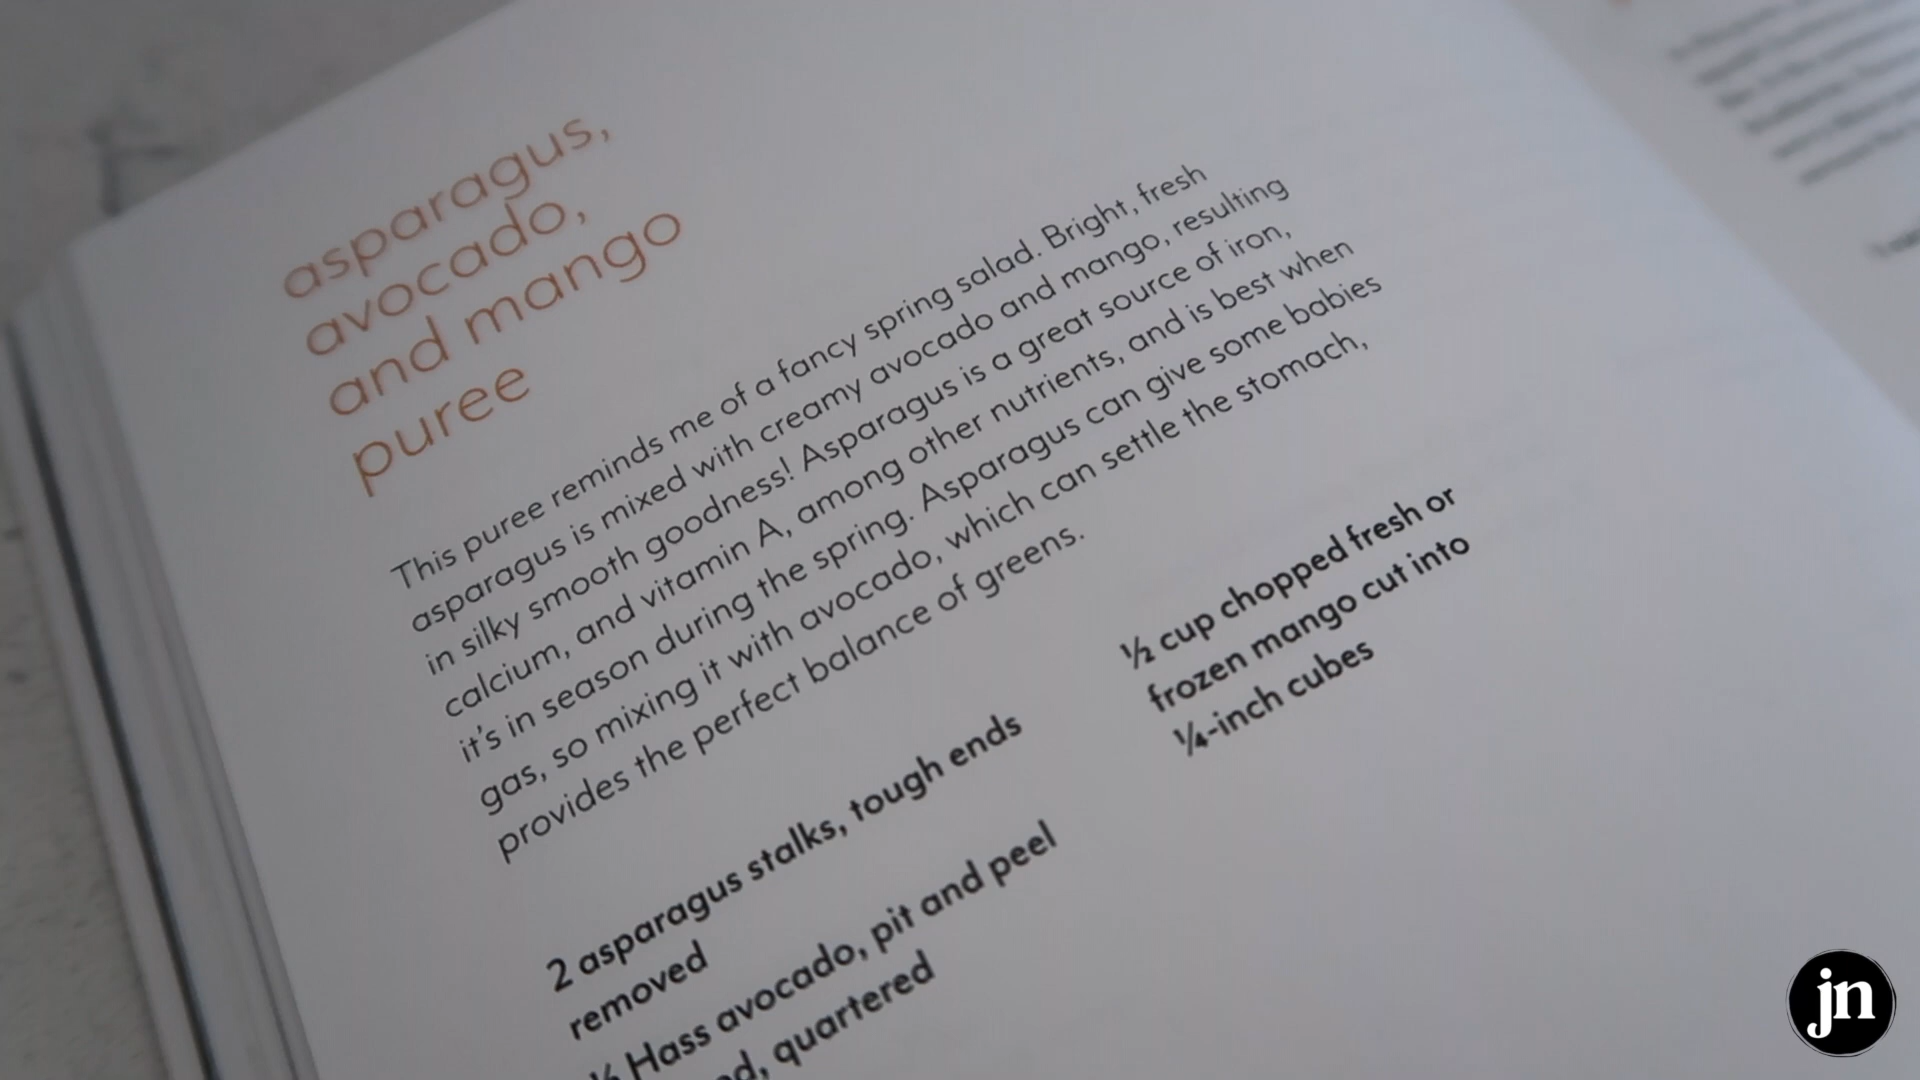 asparagus,
avocado,
and mango
puree
This puree reminds me of a fancy spring salad. Bright, fresh
asparagus is mixed with creamy avocado and mango, resulting
in silky smooth goodness! Asparagus is a great source of iron,
calcium, and vitamin A, among other nutrients, and is best when
it's in season during the spring. Asparagus can give some babies
gas, so mixing it with avocado, which can settle the stomach,
provides the perfect balance of greens.
2 asparagus stalks, tough ends
removed
Hass avocado, pit and peel
quartered
½ cup chopped fresh or
frozen mango cut into
¼-inch cubes
jn